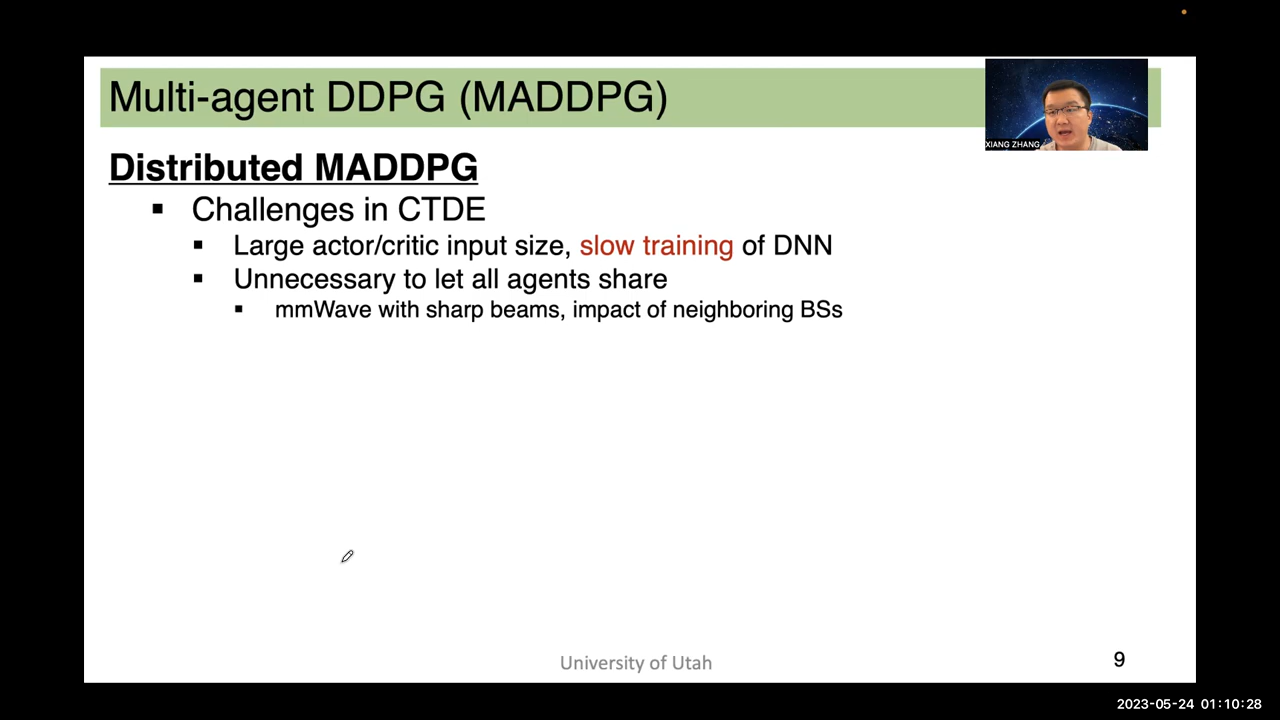 Multi-agent DDPG (MADDPG)
XIANG ZHANG
Distributed MADDPG
▪ Challenges in CTDE
▪ Large actor/critic input size, slow training of DNN
▪ Unnecessary to let all agents share
▪ mmWave with sharp beams, impact of neighboring BSs
University of Utah
9
2023-05-24 01:10:28